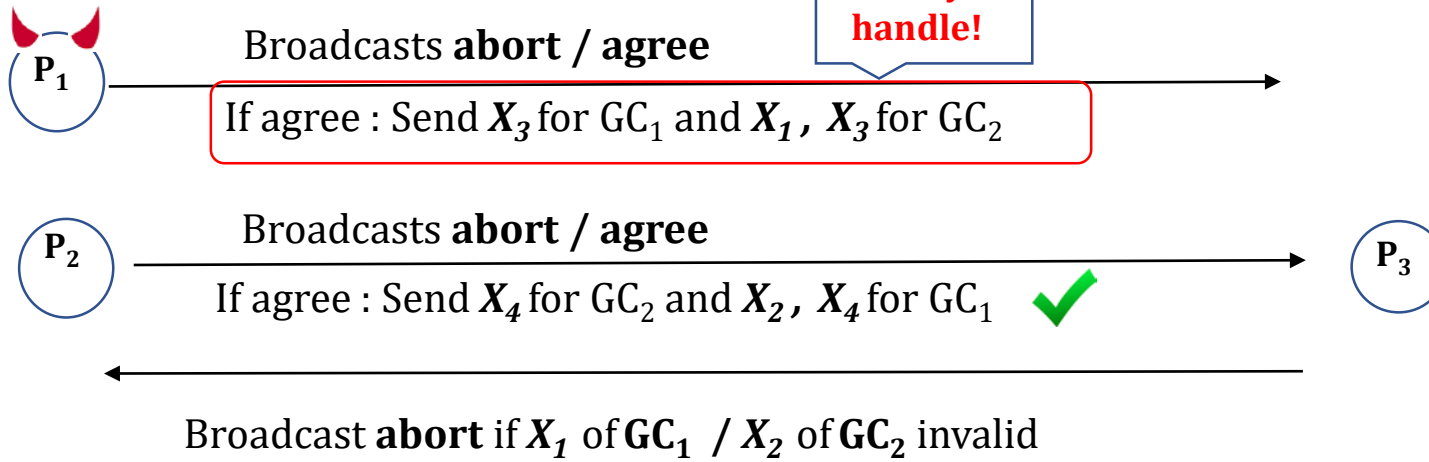 handle!
P₁
Broadcasts abort / agree
If agree : Send X₃ for GC₁ and X₁, X₃ for GC₂
P₂
Broadcasts abort / agree
P₃
If agree : Send X₄ for GC₂ and X₂, X₄ for GC₁
Broadcast abort if X₁ of GC₁ / X₂ of GC₂ invalid